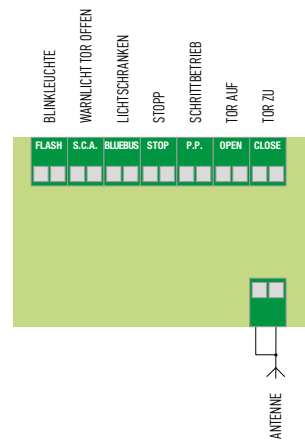 BLINKLEUCHTE
WARNLICHT TOR OFFEN
LICHTSCHRANKEN
STOPP
SCHRITTBETRIEB
TOR AUF
TOR ZU
FLASH
S.C.A.
BLUEBUS
STOP
P.P.
OPEN
CLOSE
ANTENNE